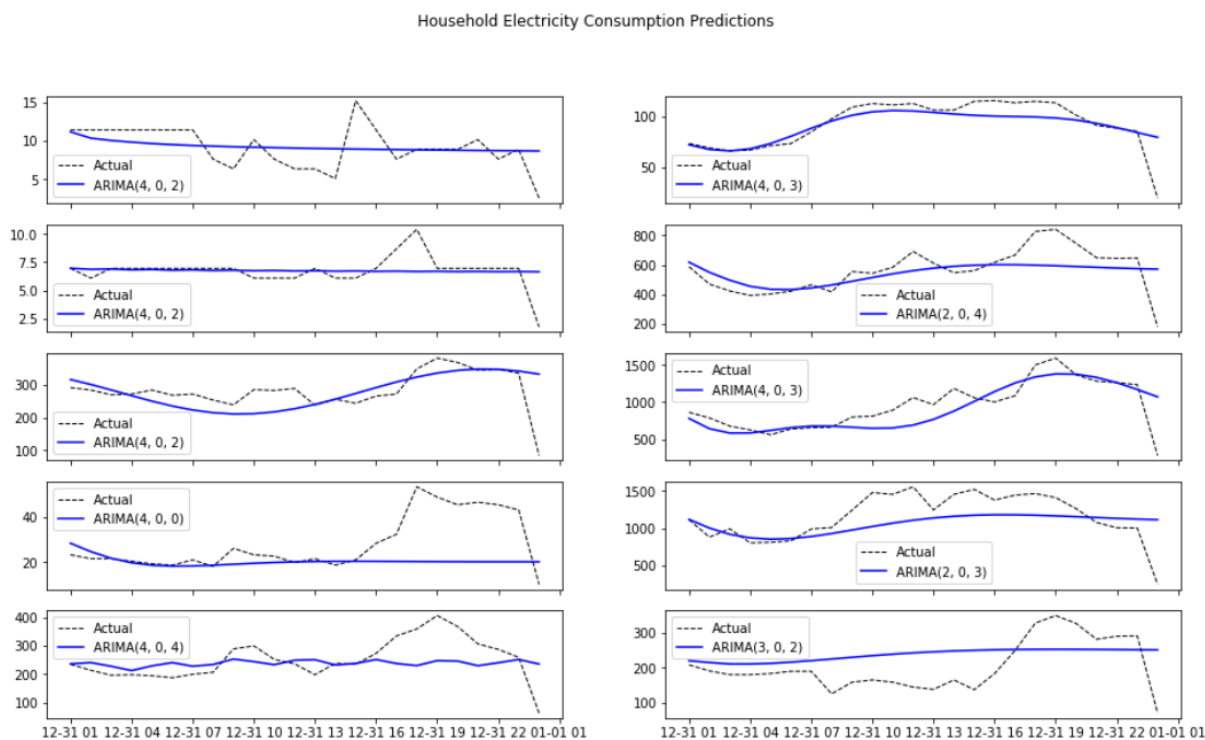 Household Electricity Consumption Predictions
15
10
5
Actual
ARIMA(4, 0, 2)
100
50
Actual
ARIMA(4, 0, 3)
10.0
7.5
5.0
2.5
Actual
ARIMA(4, 0, 2)
800
600
400
200
Actual
ARIMA(2, 0, 4)
300
200
100
Actual
ARIMA(4, 0, 2)
1500
1000
500
Actual
ARIMA(4, 0, 3)
40
20
Actual
ARIMA(4, 0, 0)
1500
1000
500
Actual
ARIMA(2, 0, 3)
400
300
200
100
Actual
ARIMA(4, 0, 4)
300
200
100
Actual
ARIMA(3, 0, 2)
12-31 01 12-31 04 12-31 07 12-31 10 12-31 13 12-31 16 12-31 19 12-31 22 01-01 01
12-31 01 12-31 04 12-31 07 12-31 10 12-31 13 12-31 16 12-31 19 12-31 22 01-01 01